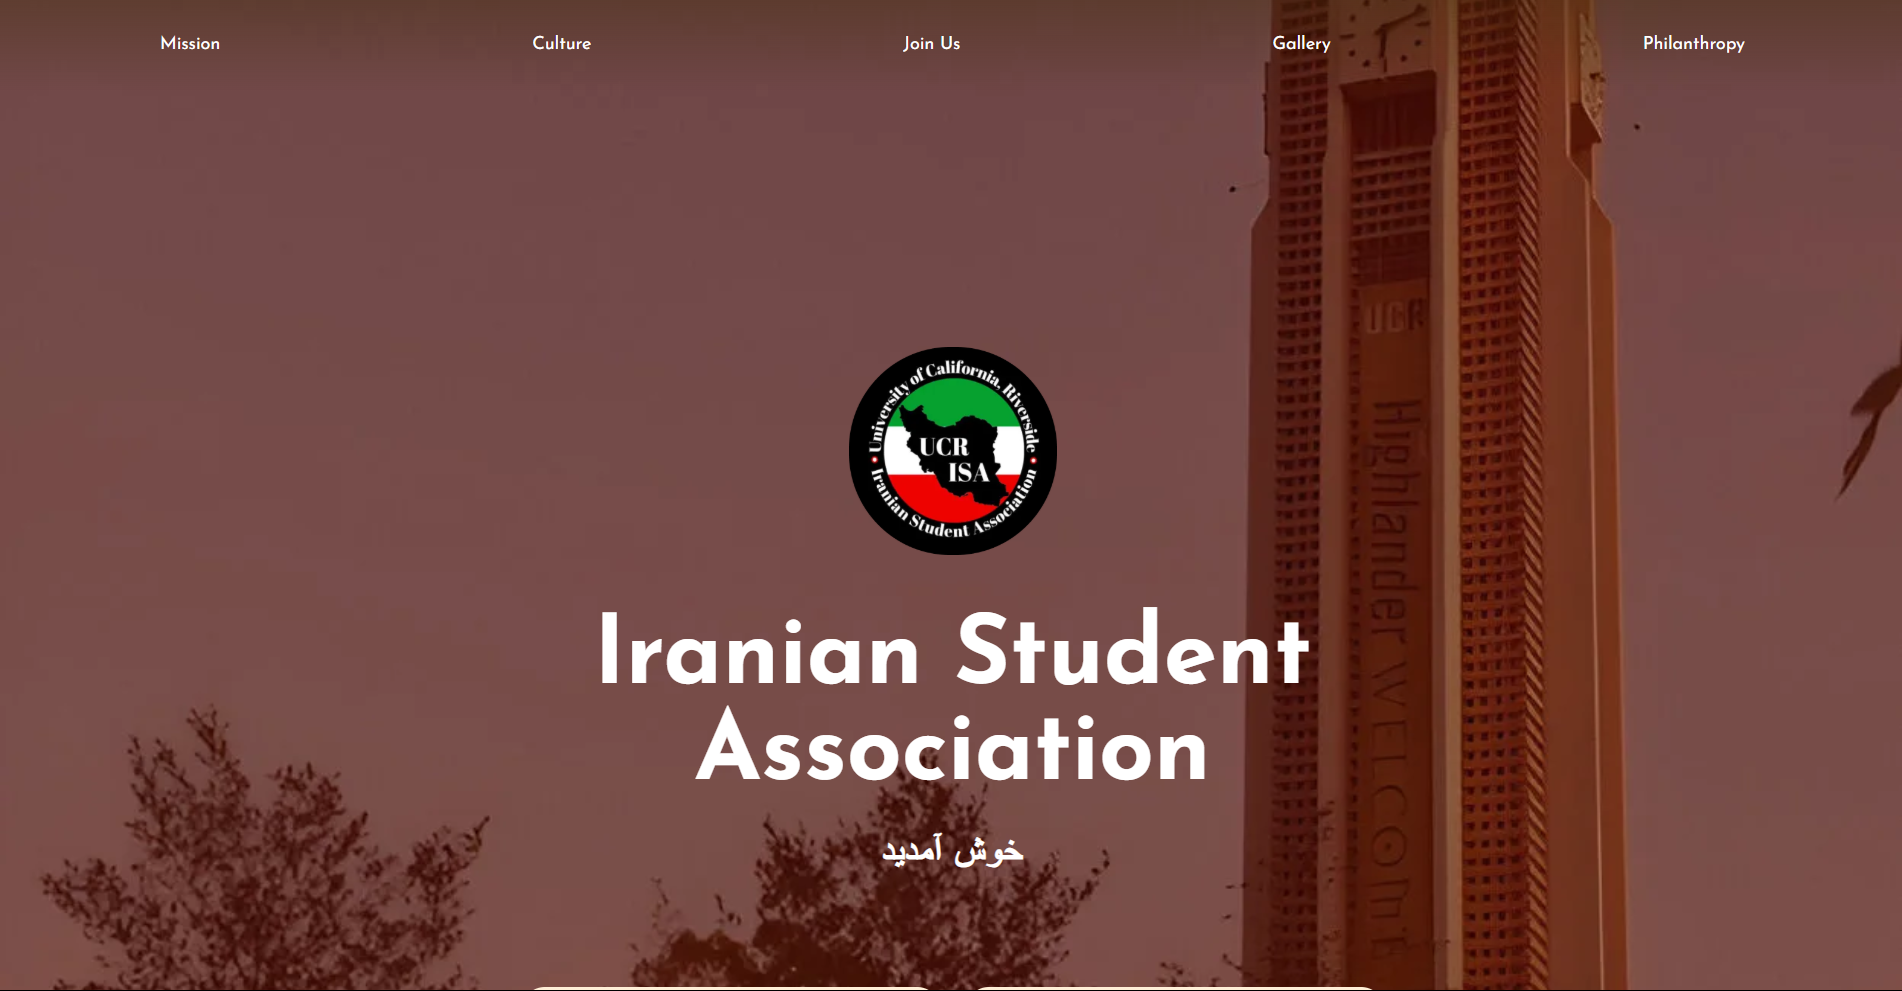 Mission
Culture
Join Us
Gallery
Philanthropy
University of California, Riverside
UCR
ISA
Iranian Student Association
Iranian Student
Association
خوش آمدید
UCR
Highlander WELCOME